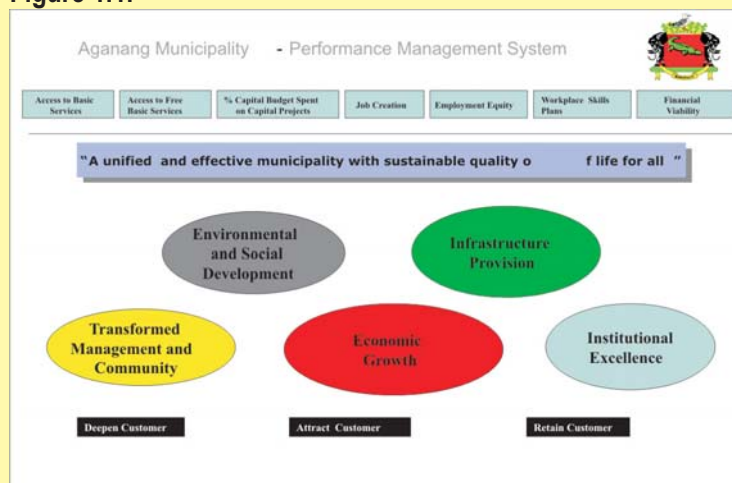 Aganang Municipality - Performance Management System
Access to Basic
Services
Access to Free
Basic Services
% Capital Budget Spent
on Capital Projects
Job Creation
Employment Equity
Workplace Skills
Plans
Financial
Viability
"A unified and effective municipality with sustainable quality o f life for all "
Environmental
and Social
Development
Infrastructure
Provision
Transformed
Management and
Community
Economic
Growth
Institutional
Excellence
Deepen Customer
Attract Customer
Retain Customer